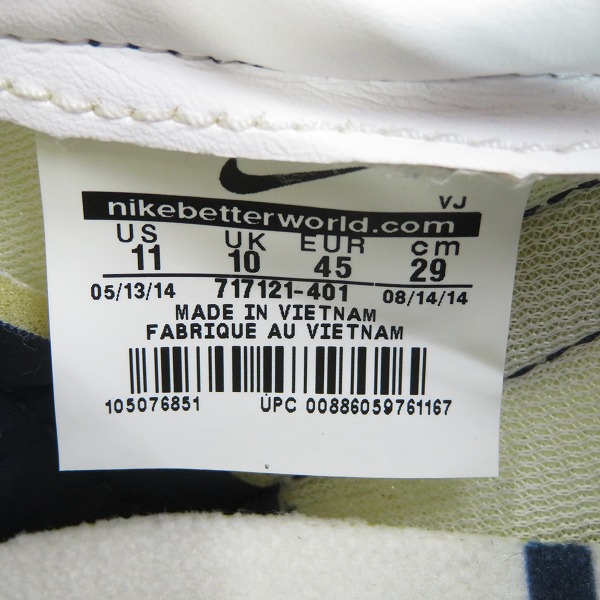 VJ
nikebetterworld.com
US UK EUR cm
11 10 45 29
05/13/14 717121-401 08/14/14
MADE IN VIETNAM
FABRIQUE AU VIETNAM
105076851 UPC 00886059761167